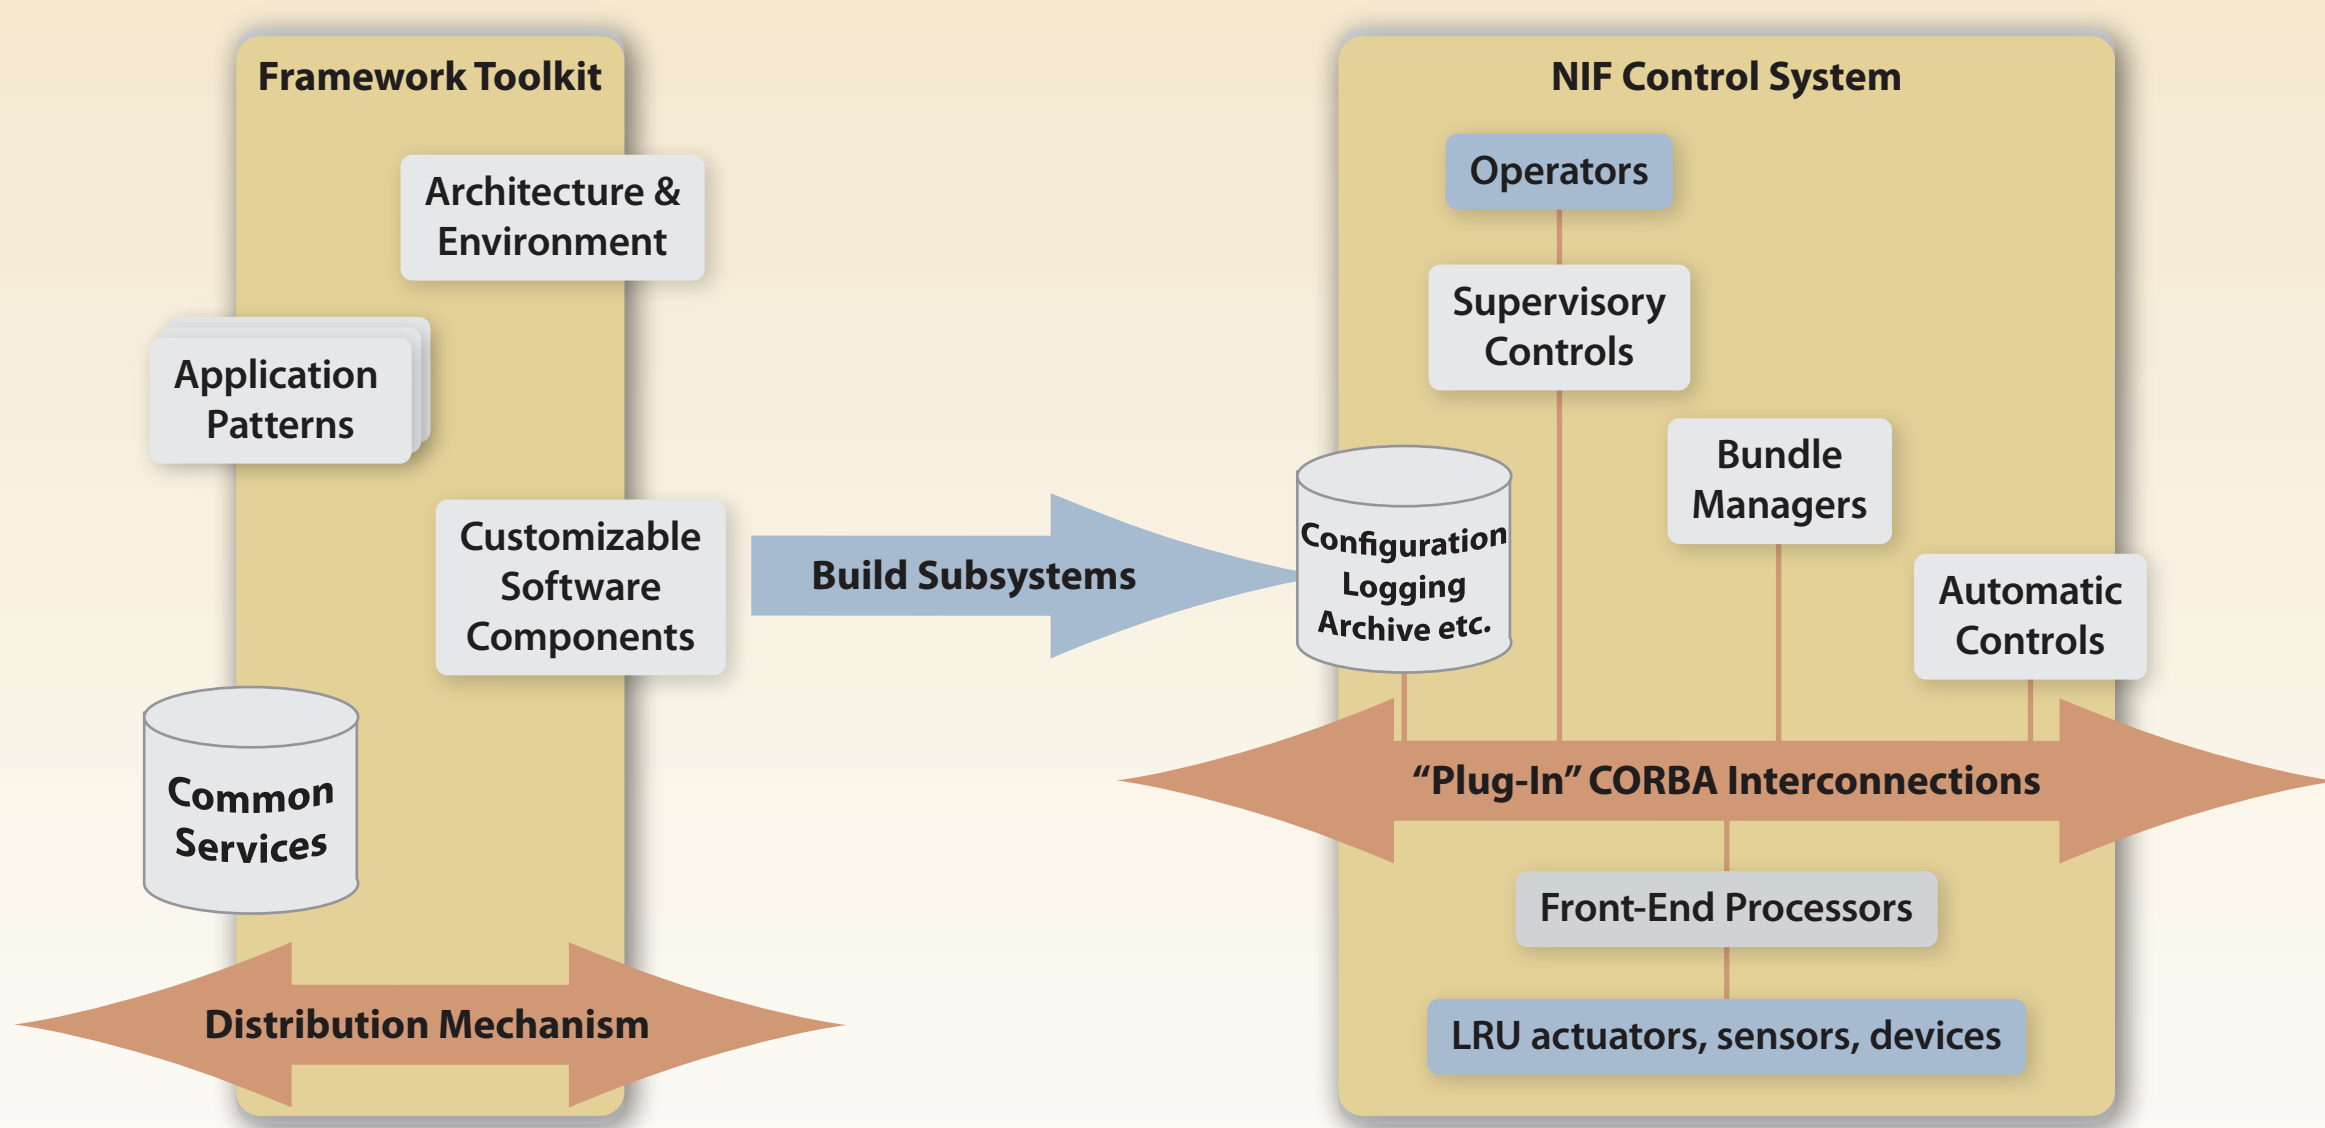 Framework Toolkit
Architecture &
Environment
Application
Patterns
Customizable
Software
Components
Common
Services
Distribution Mechanism
Build Subsystems
NIF Control System
Operators
Supervisory
Controls
Bundle
Managers
Configuration
Logging
Archive etc.
Automatic
Controls
“Plug-In” CORBA Interconnections
Front-End Processors
LRU actuators, sensors, devices